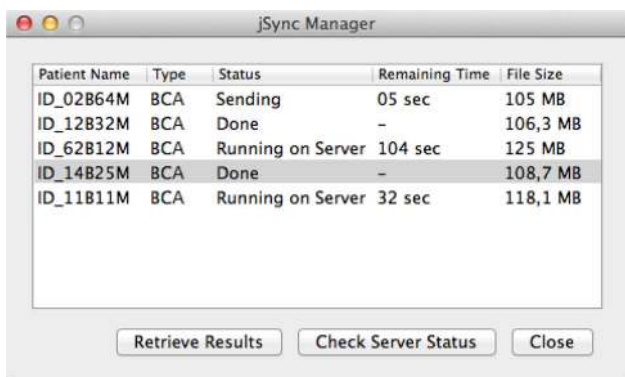 jSync Manager
Patient Name Type Status Remaining Time File Size
ID_02B64M BCA Sending 05 sec 105 MB
ID_12B32M BCA Done – 106,3 MB
ID_62B12M BCA Running on Server 104 sec 125 MB
ID_14B25M BCA Done – 108,7 MB
ID_11B11M BCA Running on Server 32 sec 118,1 MB
Retrieve Results Check Server Status Close